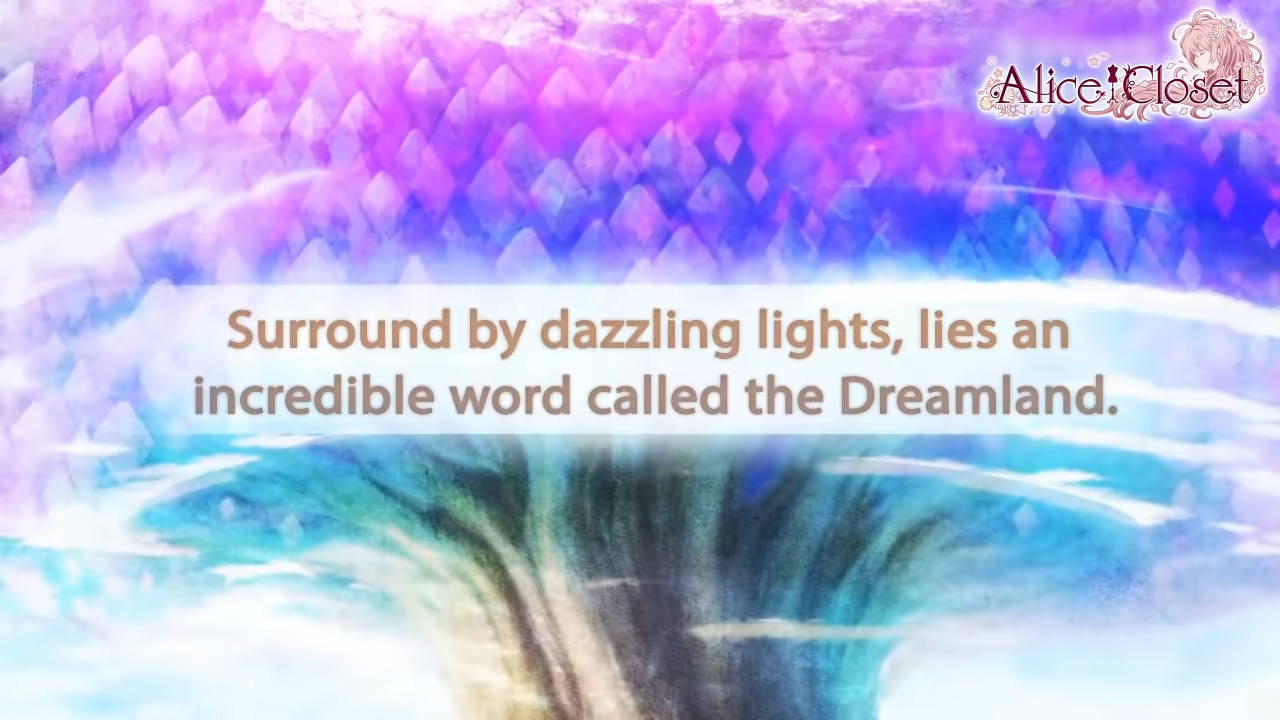 Alice Closet
Surround by dazzling lights, lies an
incredible word called the Dreamland.